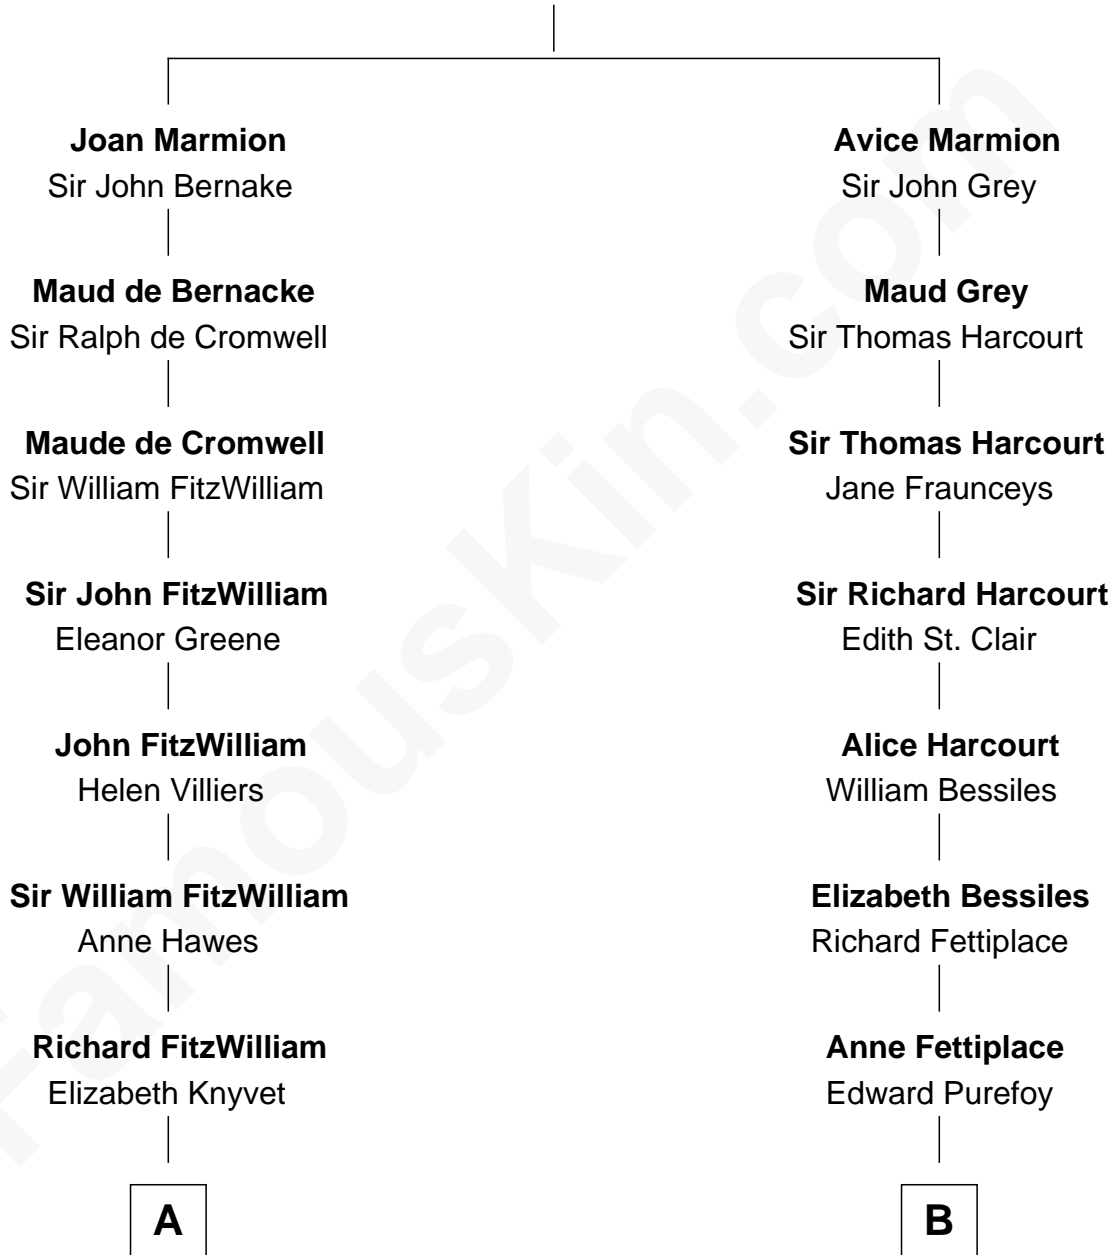 Joan Marmion
Sir John Bernake
Maud de Bernacke
Sir Ralph de Cromwell
Maude de Cromwell
Sir William FitzWilliam
Sir John FitzWilliam
Eleanor Greene
John FitzWilliam
Helen Villiers
Sir William FitzWilliam
Anne Hawes
Richard FitzWilliam
Elizabeth Knyvet
A
Avice Marmion
Sir John Grey
Maud Grey
Sir Thomas Harcourt
Sir Thomas Harcourt
Jane Fraunceys
Sir Richard Harcourt
Edith St. Clair
Alice Harcourt
William Bessiles
Elizabeth Bessiles
Richard Fettiplace
Anne Fettiplace
Edward Purefoy
B
FamousKin.com